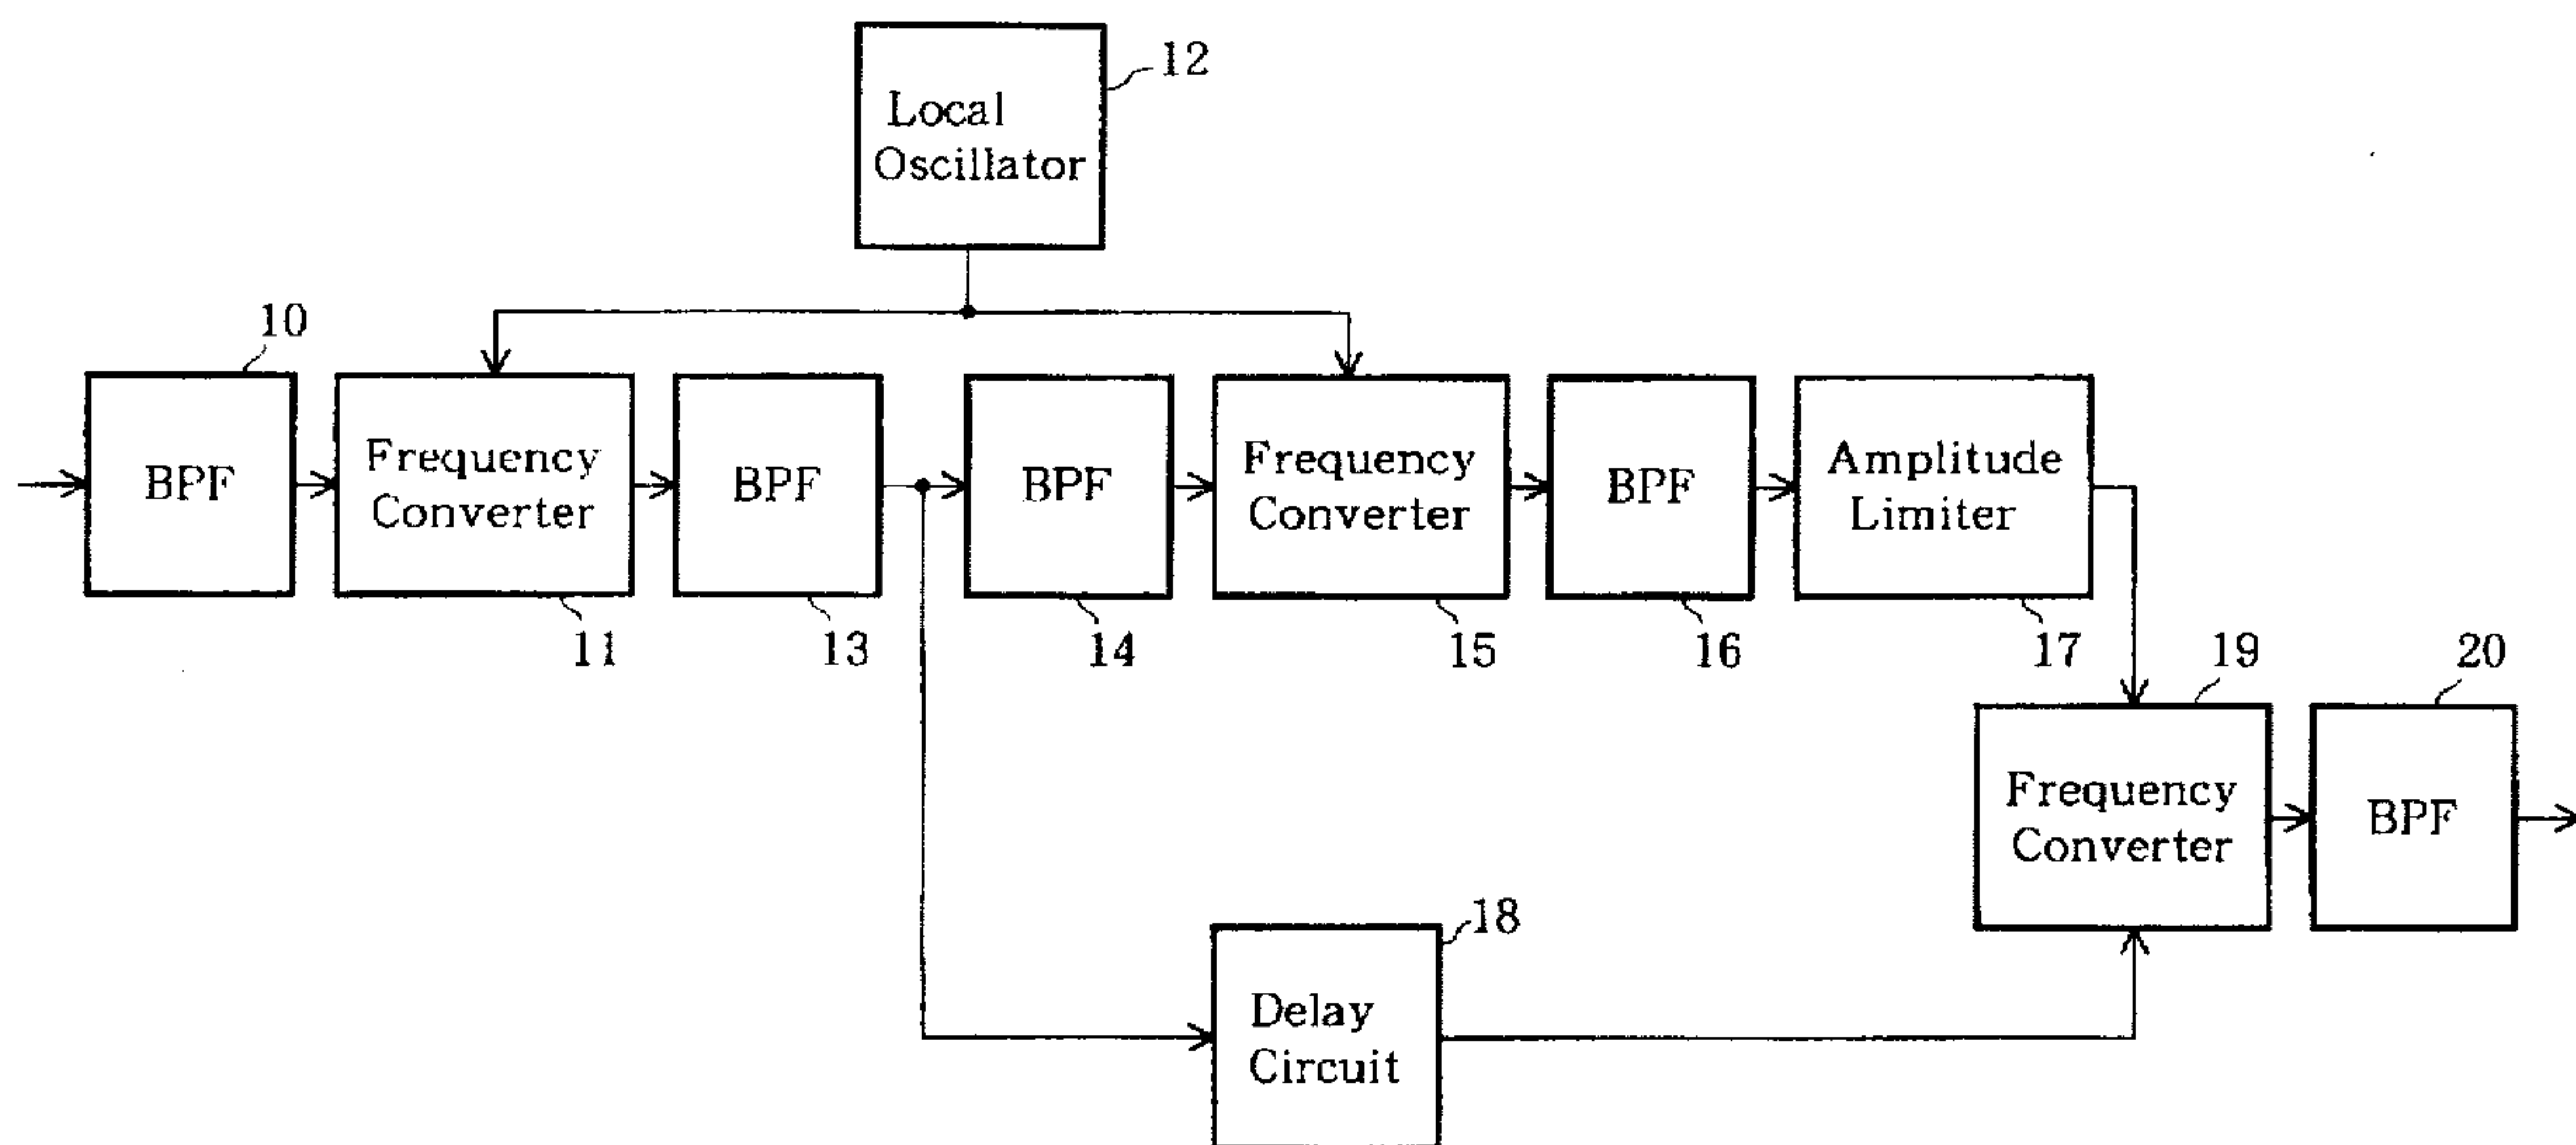 12
Local
Oscillator
10
BPF
Frequency
Converter
BPF
BPF
Frequency
Converter
BPF
Amplitude
Limiter
11
13
14
15
16
17
19
20
Frequency
Converter
BPF
18
Delay
Circuit